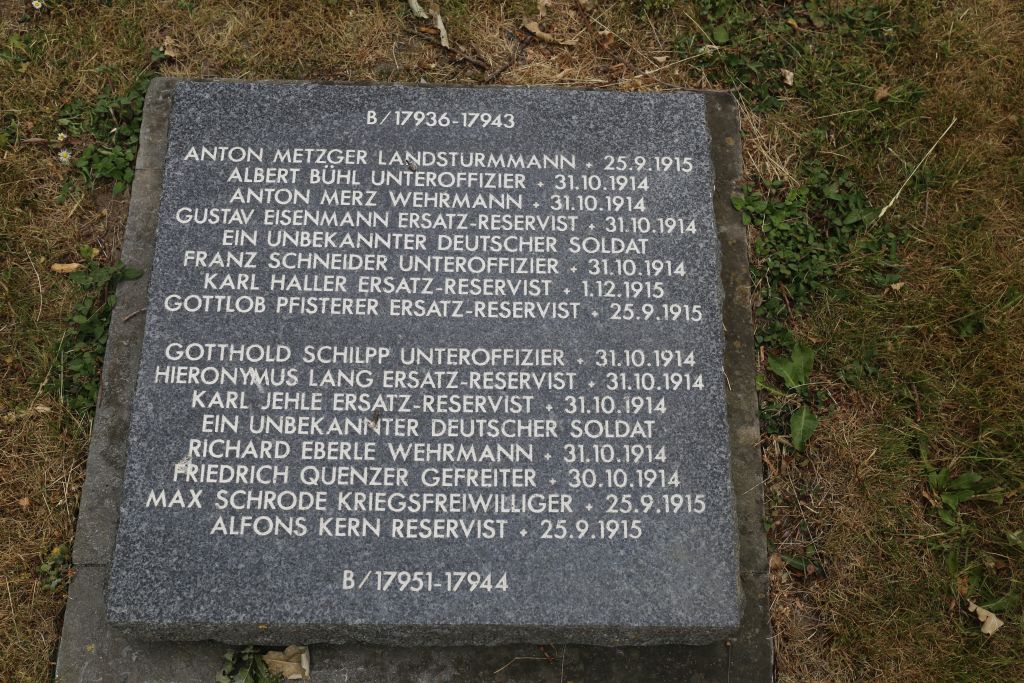 B/17936-17943
ANTON METZGER LANDSTURMMANN + 25.9.1915
ALBERT BÜHL UNTEROFFIZIER + 31.10.1914
ANTON MERZ WEHRMANN + 31.10.1914
GUSTAV EISENMANN ERSATZ-RESERVIST + 31.10.1914
EIN UNBEKANNTER DEUTSCHER SOLDAT
FRANZ SCHNEIDER UNTEROFFIZIER + 31.10.1914
KARL HALLER ERSATZ-RESERVIST + 1.12.1915
GOTTLOB PFISTERER ERSATZ-RESERVIST + 25.9.1915
GOTTHOLD SCHILPP UNTEROFFIZIER + 31.10.1914
HIERONYMUS LANG ERSATZ-RESERVIST + 31.10.1914
KARL JEHLE ERSATZ-RESERVIST + 31.10.1914
EIN UNBEKANNTER DEUTSCHER SOLDAT
RICHARD EBERLE WEHRMANN + 31.10.1914
FRIEDRICH QUENZER GEFREITER + 30.10.1914
MAX SCHRODE KRIEGSFREIWILLIGER + 25.9.1915
ALFONS KERN RESERVIST + 25.9.1915
B/17951-17944